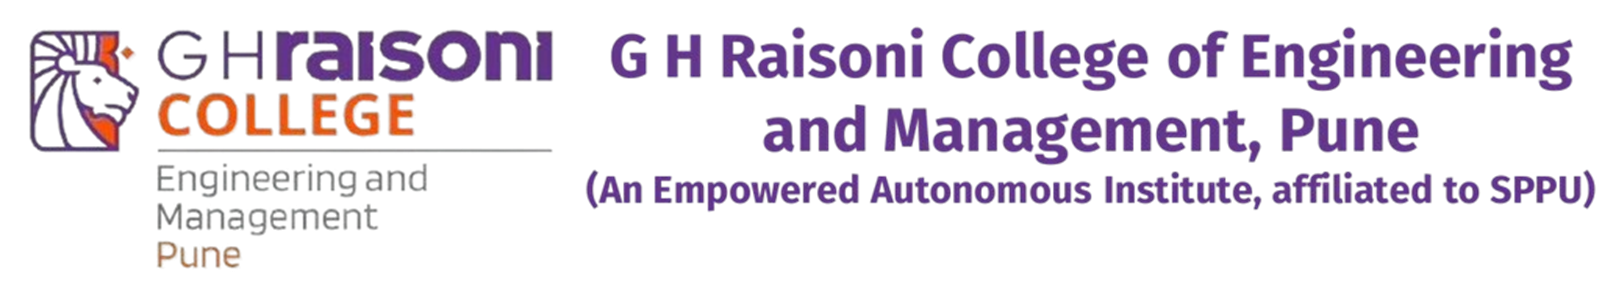 G H raisoni
COLLEGE
Engineering and
Management
Pune
G H Raisoni College of Engineering
and Management, Pune
(An Empowered Autonomous Institute, affiliated to SPPU)